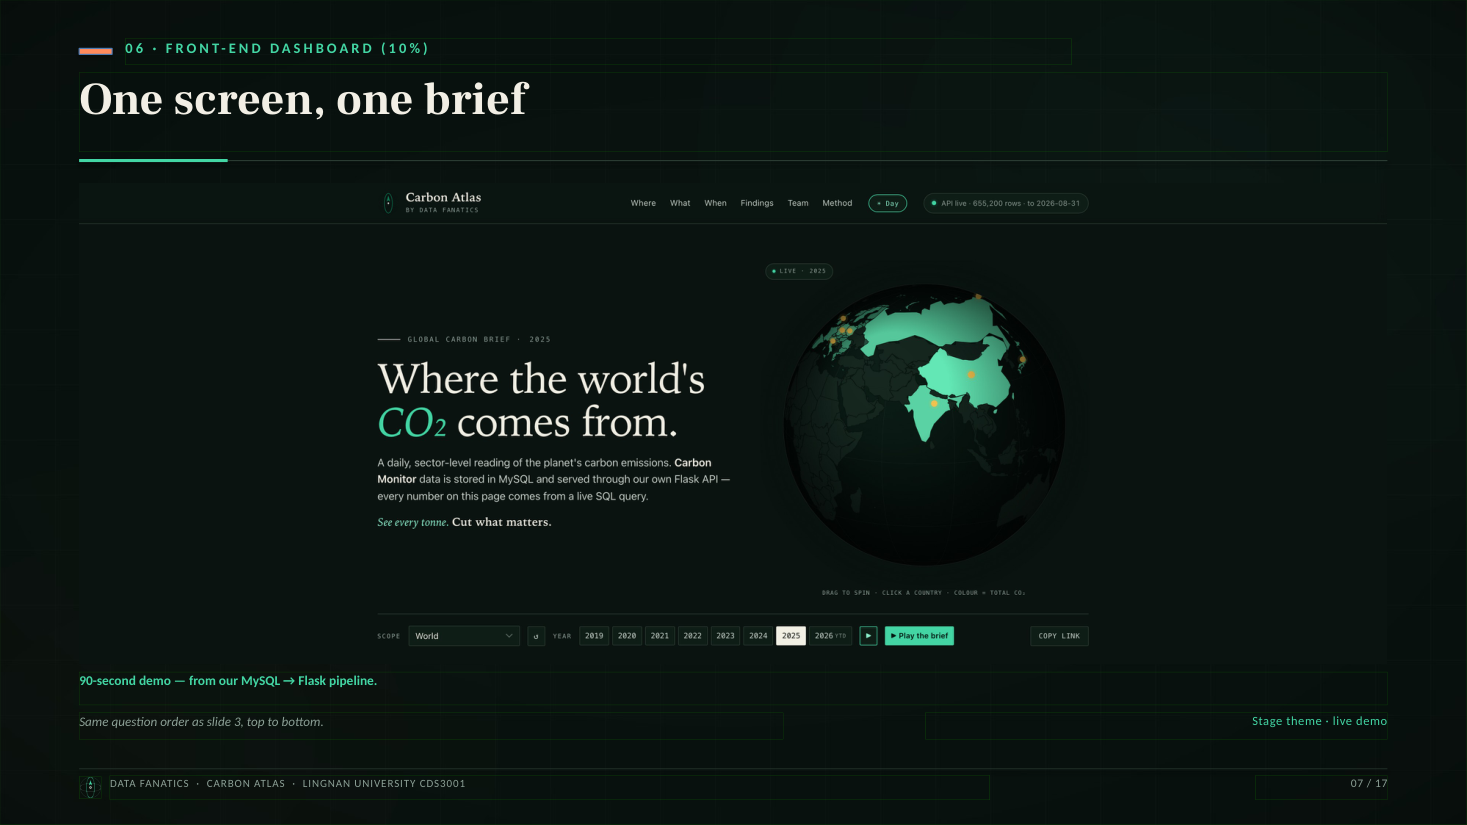 06 · FRONT-END DASHBOARD (10%)
One screen, one brief
Carbon Atlas
BY DATA FANATICS
Where What When Findings Team Method ☀ Day API live · 655,200 rows · to 2026-08-31
LIVE · 2025
GLOBAL CARBON BRIEF · 2025
Where the world's
CO₂ comes from.
A daily, sector-level reading of the planet's carbon emissions. Carbon
Monitor data is stored in MySQL and served through our own Flask API —
every number on this page comes from a live SQL query.
See every tonne. Cut what matters.
DRAG TO SPIN · CLICK A COUNTRY · COLOUR = TOTAL CO₂
SCOPE World ↺ YEAR 2019 2020 2021 2022 2023 2024 2025 2026 YTD ▶ ▶ Play the brief COPY LINK
90-second demo — from our MySQL → Flask pipeline.
Same question order as slide 3, top to bottom.
Stage theme · live demo
DATA FANATICS · CARBON ATLAS · LINGNAN UNIVERSITY CDS3001
07 / 17